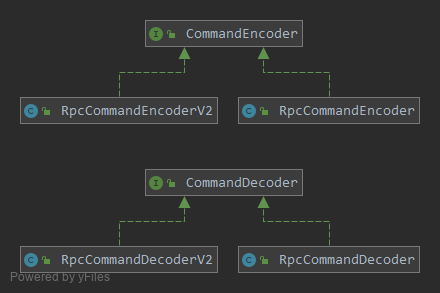 I CommandEncoder
C RpcCommandEncoderV2
C RpcCommandEncoder
I CommandDecoder
C RpcCommandDecoderV2
C RpcCommandDecoder
Powered by yFiles